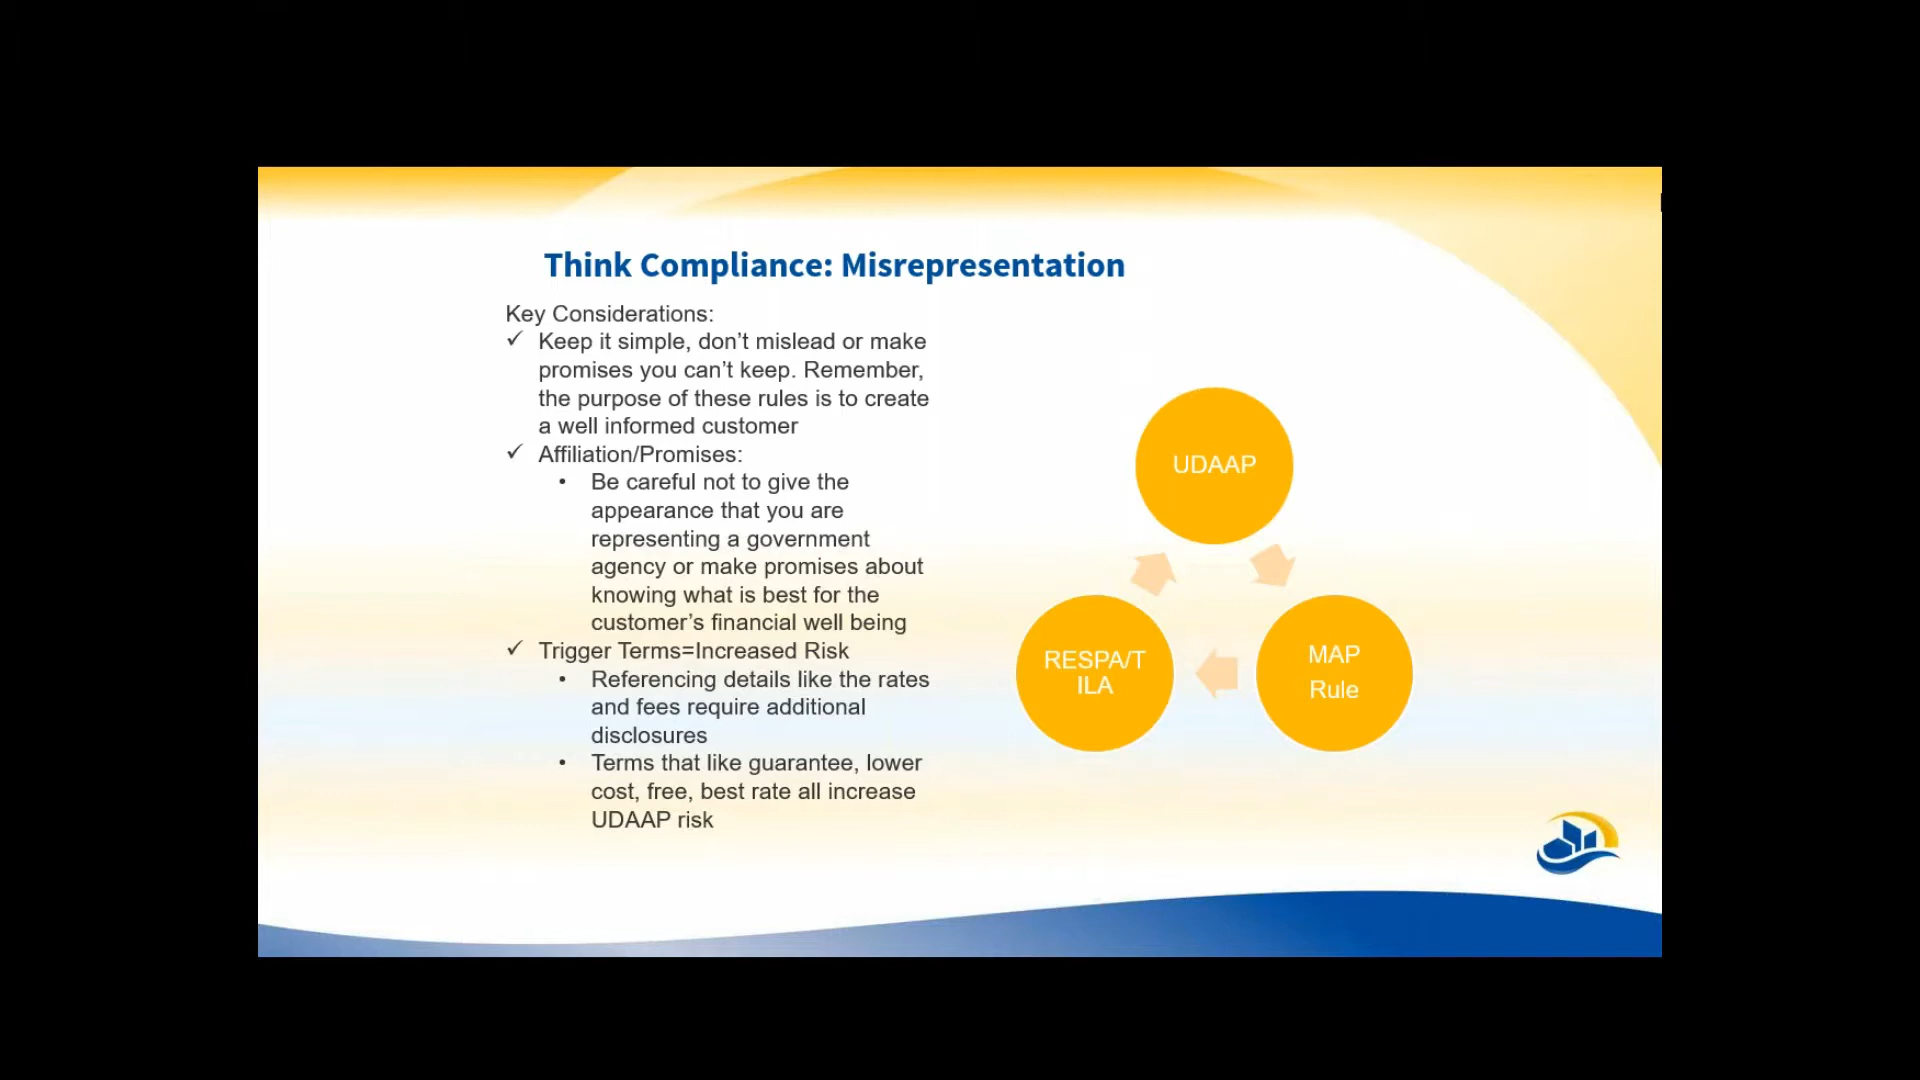 Think Compliance: Misrepresentation
Key Considerations:
✓ Keep it simple, don’t mislead or make
promises you can’t keep. Remember,
the purpose of these rules is to create
a well informed customer
✓ Affiliation/Promises:
• Be careful not to give the
appearance that you are
representing a government
agency or make promises about
knowing what is best for the
customer’s financial well being
✓ Trigger Terms=Increased Risk
• Referencing details like the rates
and fees require additional
disclosures
• Terms that like guarantee, lower
cost, free, best rate all increase
UDAAP risk
UDAAP
MAP
Rule
RESPA/T
ILA